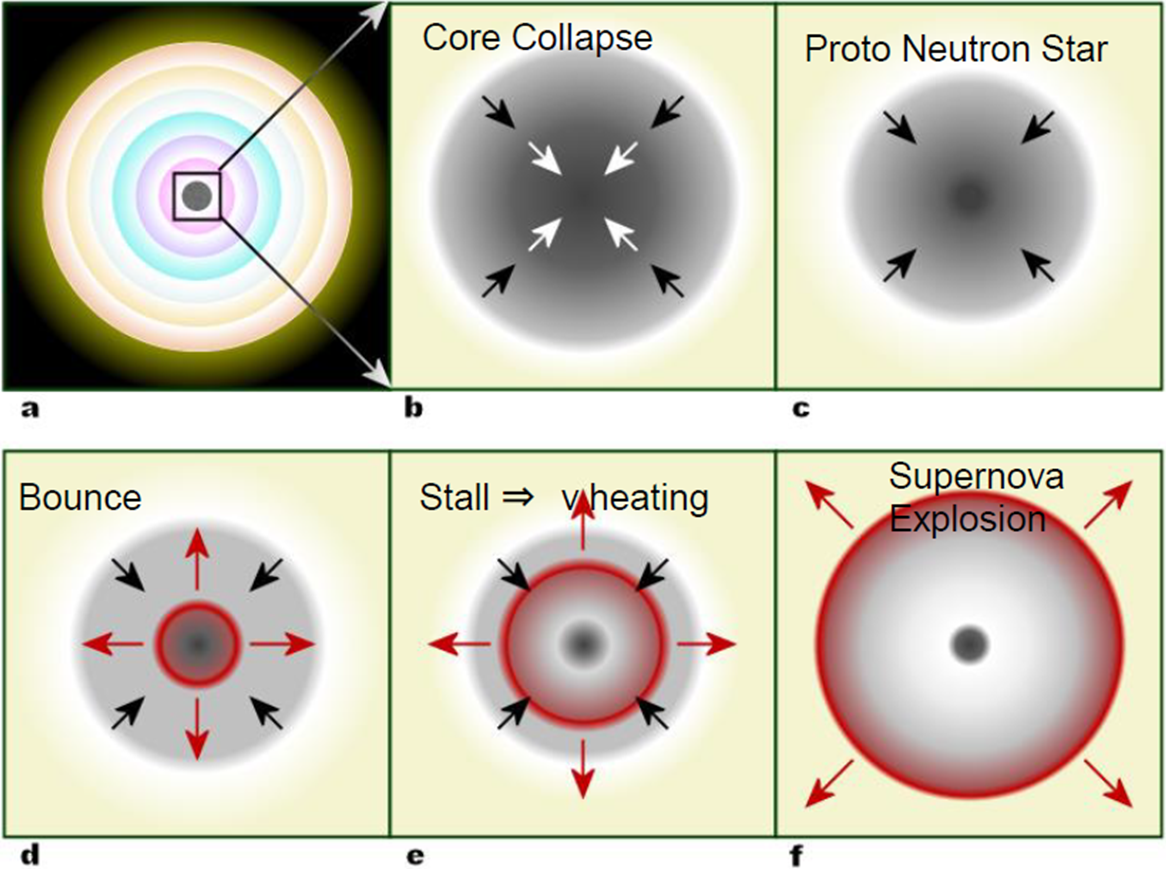 Core Collapse
Proto Neutron Star
a
b
c
Bounce
Stall ⇒ ν heating
Supernova
Explosion
d
e
f